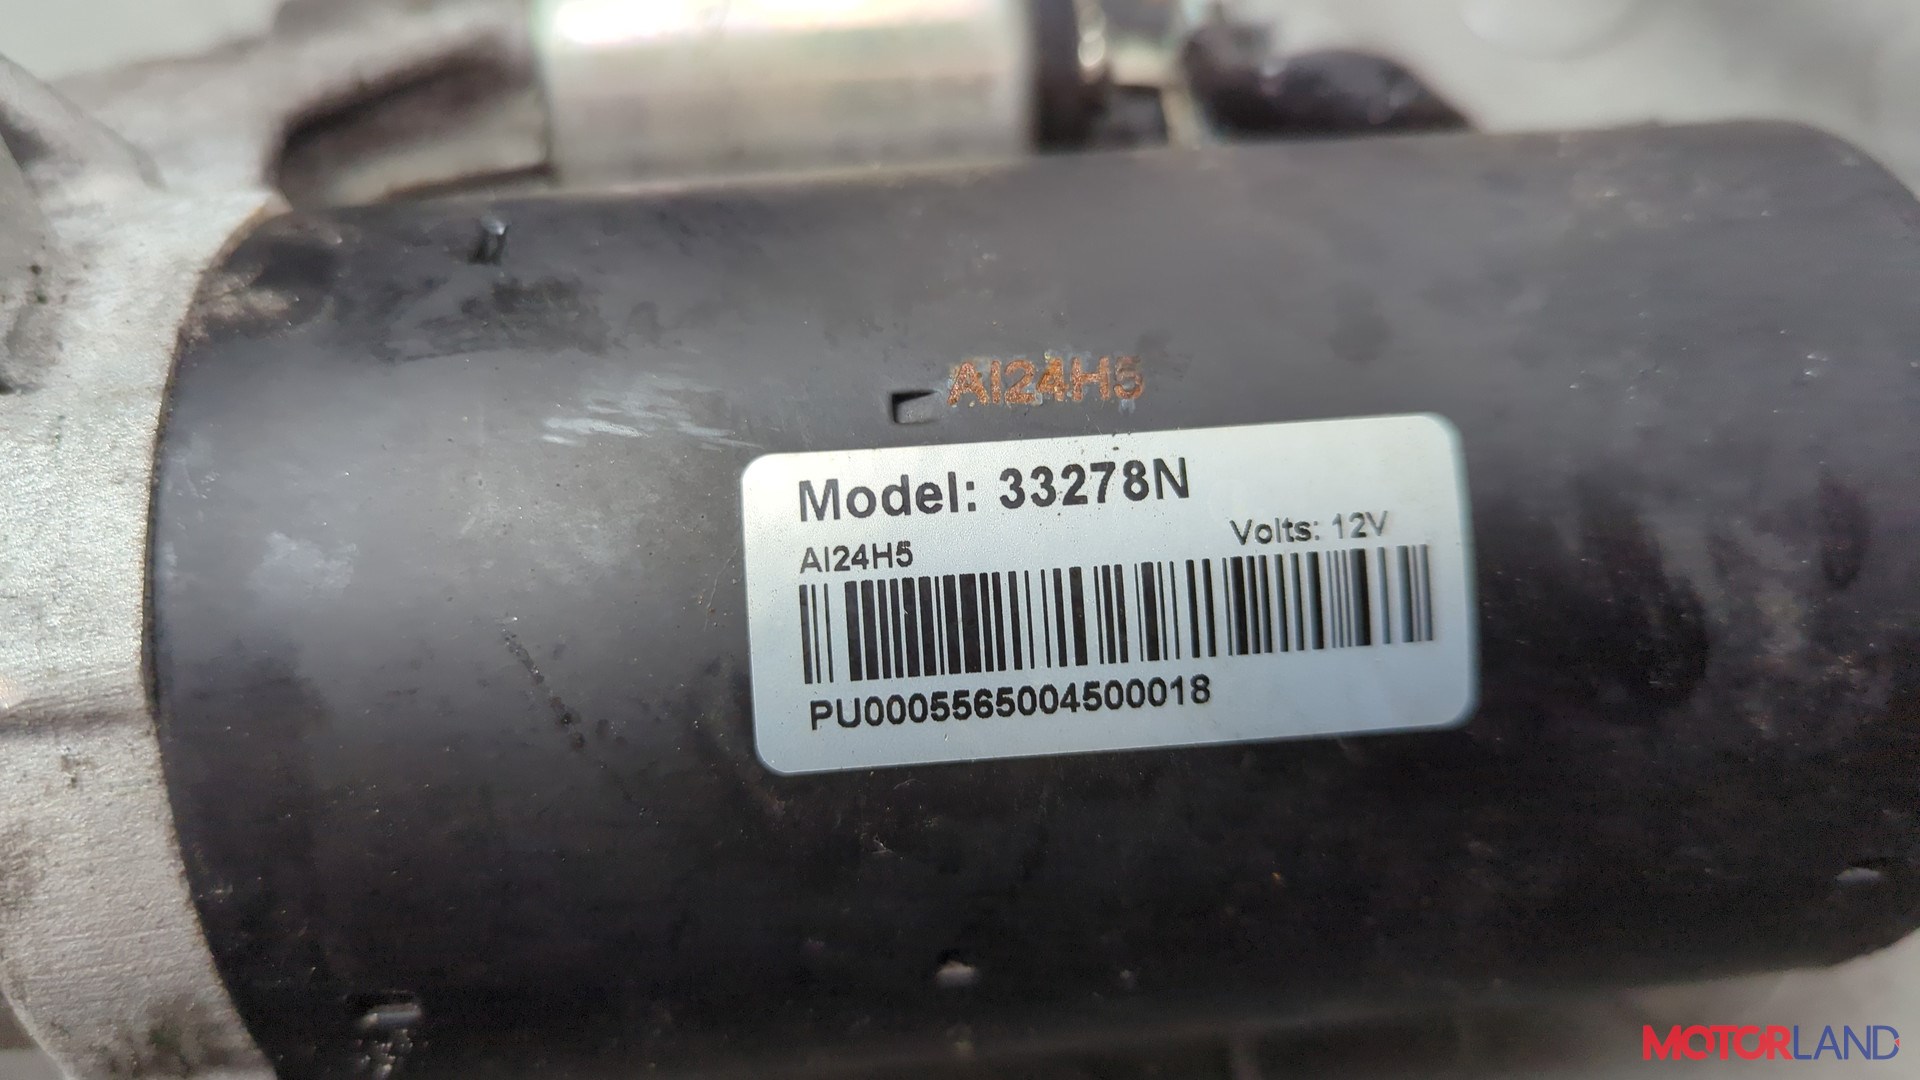 AI24H5
Model: 33278N
AI24H5
Volts: 12V
PU0005565004500018
MOTORLAND